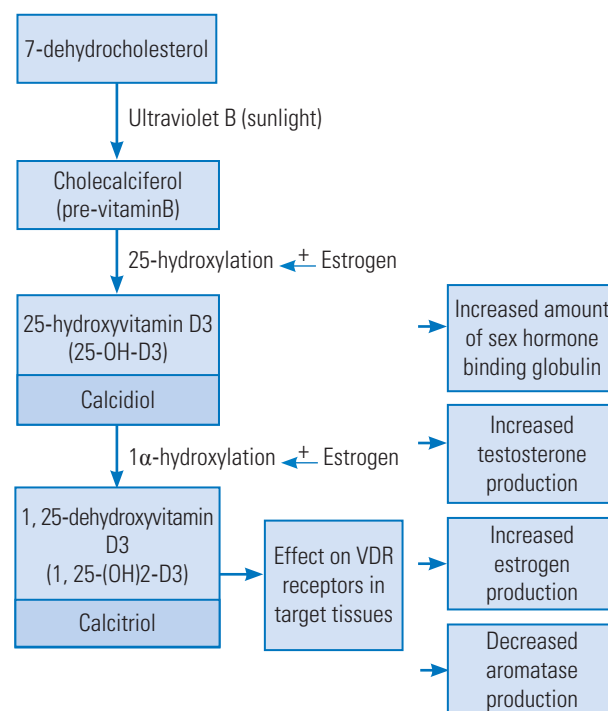 7-dehydrocholesterol
Ultraviolet B (sunlight)
Cholecalciferol
(pre-vitaminB)
25-hydroxylation + Estrogen
25-hydroxyvitamin D3
(25-OH-D3)
Calcidiol
1α-hydroxylation + Estrogen
1, 25-dehydroxyvitamin
D3
(1, 25-(OH)2-D3)
Calcitriol
Effect on VDR
receptors in
target tissues
Increased amount
of sex hormone
binding globulin
Increased
testosterone
production
Increased
estrogen
production
Decreased
aromatase
production